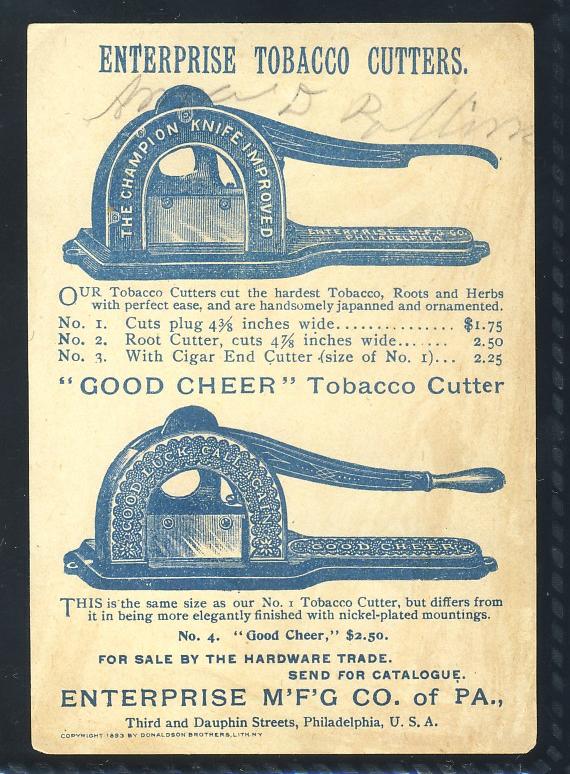 ENTERPRISE TOBACCO CUTTERS.
THE CHAMPION KNIFE IMPROVED
ENTERPRISE M.F.G. CO.
PHILADELPHIA
OUR Tobacco Cutters cut the hardest Tobacco, Roots and Herbs
with perfect ease, and are handsomely japanned and ornamented.
No. 1. Cuts plug 4⅜ inches wide................ $1.75
No. 2. Root Cutter, cuts 4⅞ inches wide....... 2.50
No. 3. With Cigar End Cutter (size of No. 1)... 2.25
"GOOD CHEER" Tobacco Cutter
GOOD LUCK CALL AGAIN
GOOD CHEER
THIS is the same size as our No. 1 Tobacco Cutter, but differs from
it in being more elegantly finished with nickel-plated mountings.
No. 4. "Good Cheer," $2.50.
FOR SALE BY THE HARDWARE TRADE.
SEND FOR CATALOGUE.
ENTERPRISE M'F'G CO. of PA.,
Third and Dauphin Streets, Philadelphia, U. S. A.
COPYRIGHT 1893 BY DONALDSON BROTHERS, LITH. NY